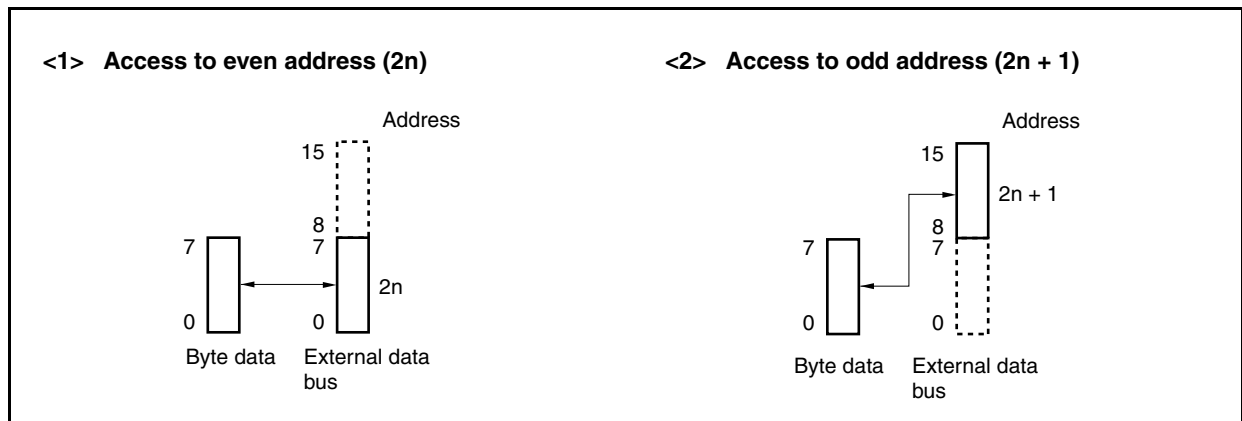 <1> Access to even address (2n)
Address
15
8
7
7
2n
0
0
Byte data
External data
bus
<2> Access to odd address (2n + 1)
Address
15
2n + 1
8
7
7
0
0
Byte data
External data
bus